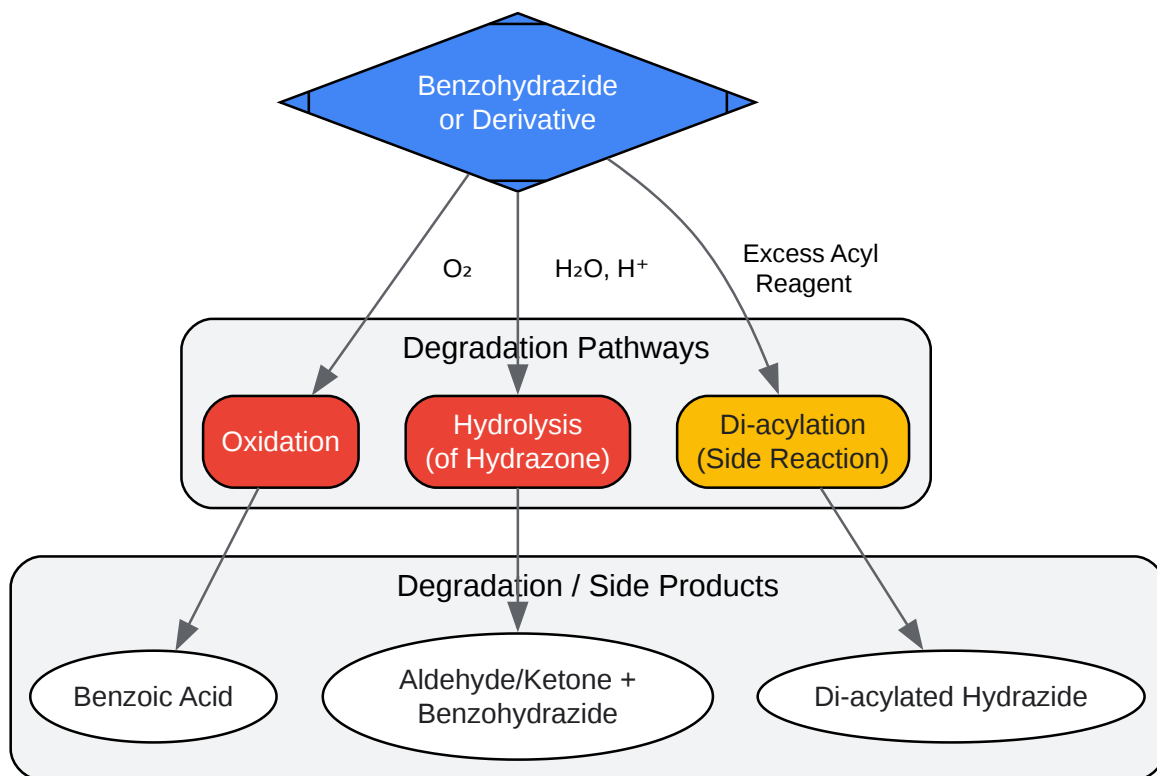 Benzohydrazide
or Derivative
O₂
H₂O, H⁺
Excess Acyl
Reagent
Degradation Pathways
Oxidation
Hydrolysis
(of Hydrazone)
Di-acylation
(Side Reaction)
Degradation / Side Products
Benzoic Acid
Aldehyde/Ketone +
Benzohydrazide
Di-acylated Hydrazide